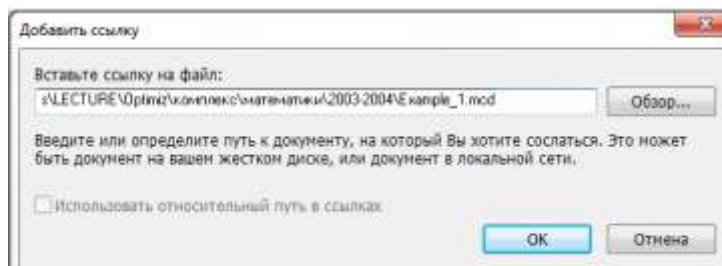 Добавить ссылку
Вставьте ссылку на файл:
s\LECTURE\Optimiz\комплекс\математики\2003-2004\Example_1.mcd
Обзор...
Введите или определите путь к документу, на который Вы хотите сослаться. Это может
быть документ на вашем жестком диске, или документ в локальной сети.
Использовать относительный путь в ссылках
ОК
Отмена